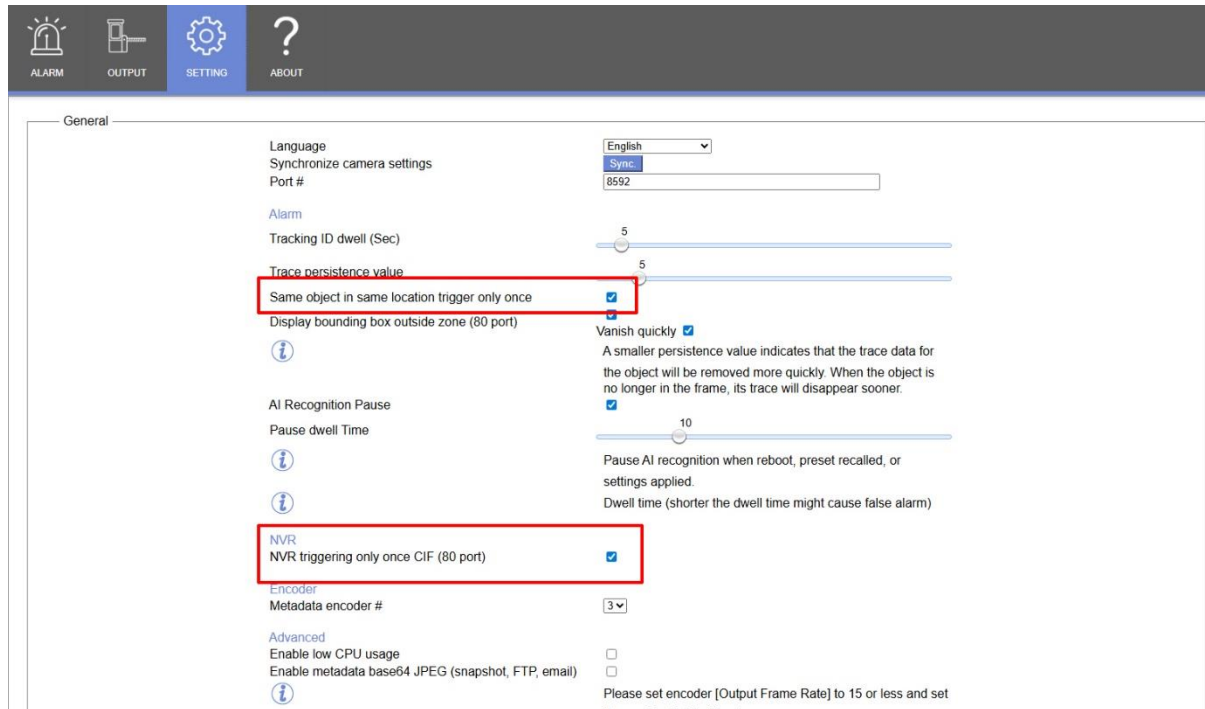 ALARM OUTPUT SETTING ABOUT
General
Language English
Synchronize camera settings Sync.
Port # 8592
Alarm
Tracking ID dwell (Sec) 5
Trace persistence value 5
Same object in same location trigger only once
Display bounding box outside zone (80 port)
Vanish quickly
A smaller persistence value indicates that the trace data for
the object will be removed more quickly. When the object is
no longer in the frame, its trace will disappear sooner.
AI Recognition Pause
Pause dwell Time 10
Pause AI recognition when reboot, preset recalled, or
settings applied.
Dwell time (shorter the dwell time might cause false alarm)
NVR
NVR triggering only once CIF (80 port)
Encoder
Metadata encoder # 3
Advanced
Enable low CPU usage
Enable metadata base64 JPEG (snapshot, FTP, email)
Please set encoder [Output Frame Rate] to 15 or less and set